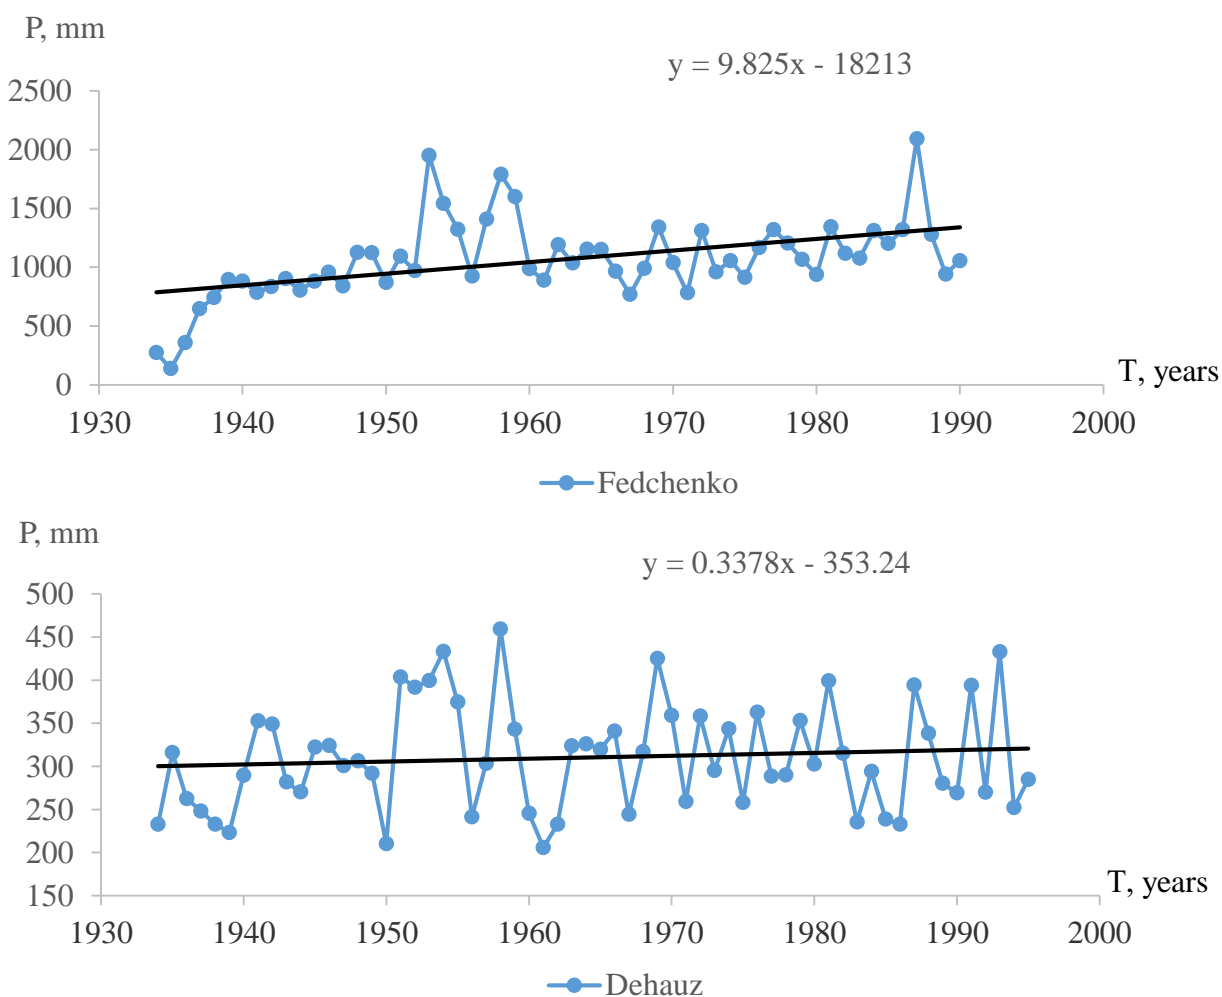 P, mm
y = 9.825x - 18213
2500
2000
1500
1000
500
0
T, years
1930 1940 1950 1960 1970 1980 1990 2000
Fedchenko
P, mm
y = 0.3378x - 353.24
500
450
400
350
300
250
200
150
T, years
1930 1940 1950 1960 1970 1980 1990 2000
Dehauz